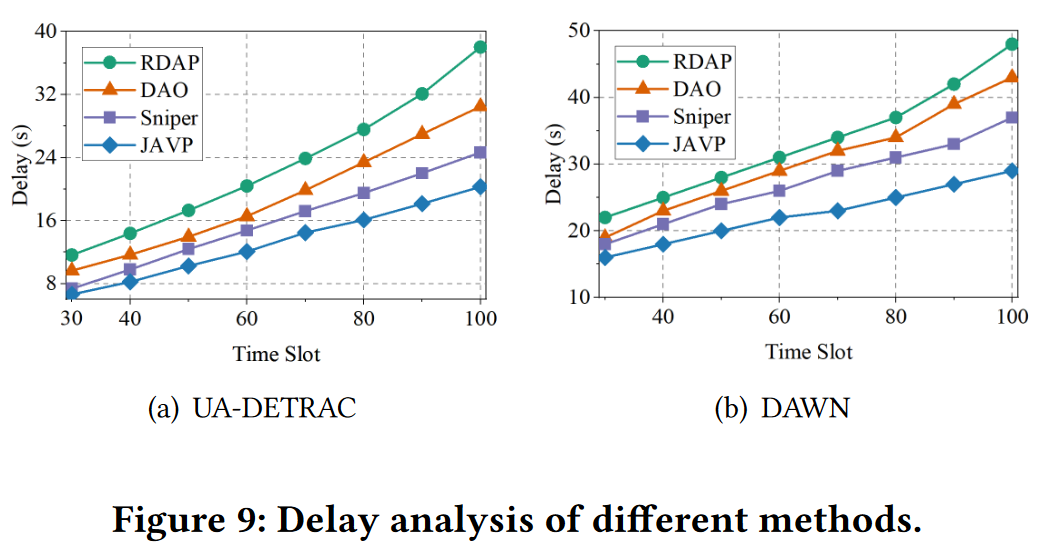 40
32
24
16
8
Delay (s)
RDAP
DAO
Sniper
JAVP
30 40 60 80 100
Time Slot
(a) UA-DETRAC
50
40
30
20
10
Delay (s)
RDAP
DAO
Sniper
JAVP
40 60 80 100
Time Slot
(b) DAWN
Figure 9: Delay analysis of different methods.